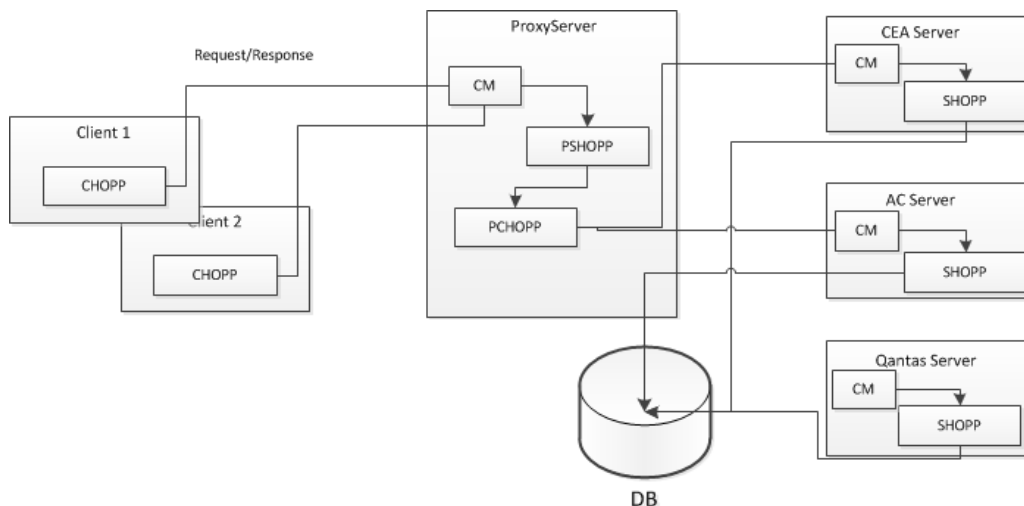 ProxyServer
CEA Server
Request/Response
CM
CM
SHOPP
Client 1
PSHOPP
CHOPP
AC Server
Client 2
PCHOPP
CM
CHOPP
SHOPP
Qantas Server
CM
SHOPP
DB